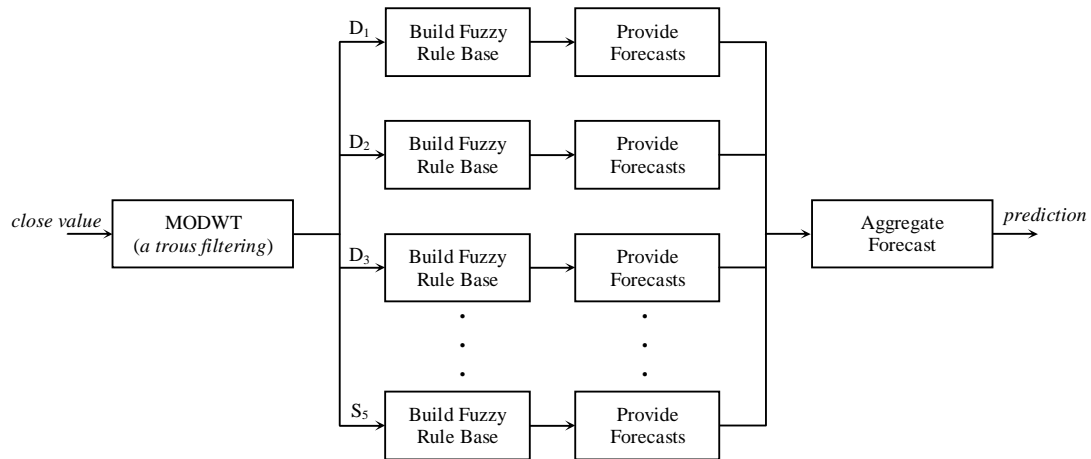 D1
Build Fuzzy
Rule Base
Provide
Forecasts
D2
Build Fuzzy
Rule Base
Provide
Forecasts
close value
MODWT
(a trous filtering)
D3
Build Fuzzy
Rule Base
Provide
Forecasts
Aggregate
Forecast
prediction
S5
Build Fuzzy
Rule Base
Provide
Forecasts